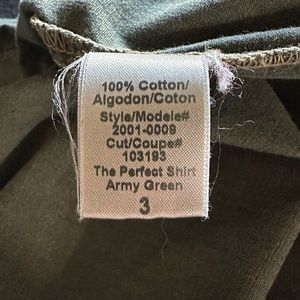 100% Cotton/
Algodon/Coton
Style/Modele#
2001-0009
Cut/Coupe#
103193
The Perfect Shirt
Army Green
3